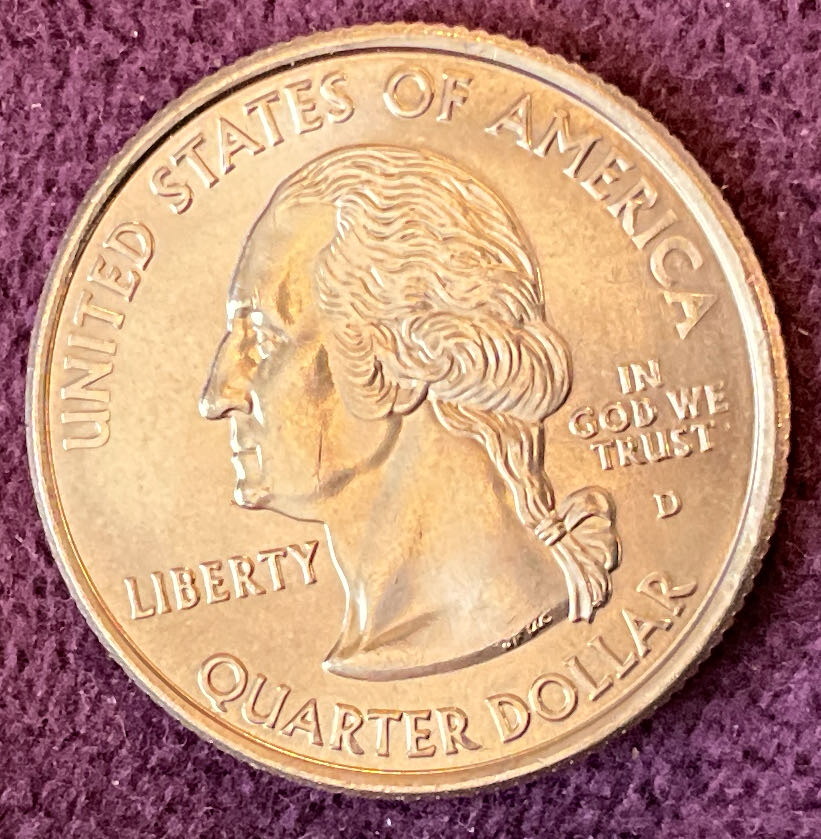 UNITED STATES OF AMERICA
IN
GOD WE
TRUST
D
LIBERTY
QUARTER DOLLAR